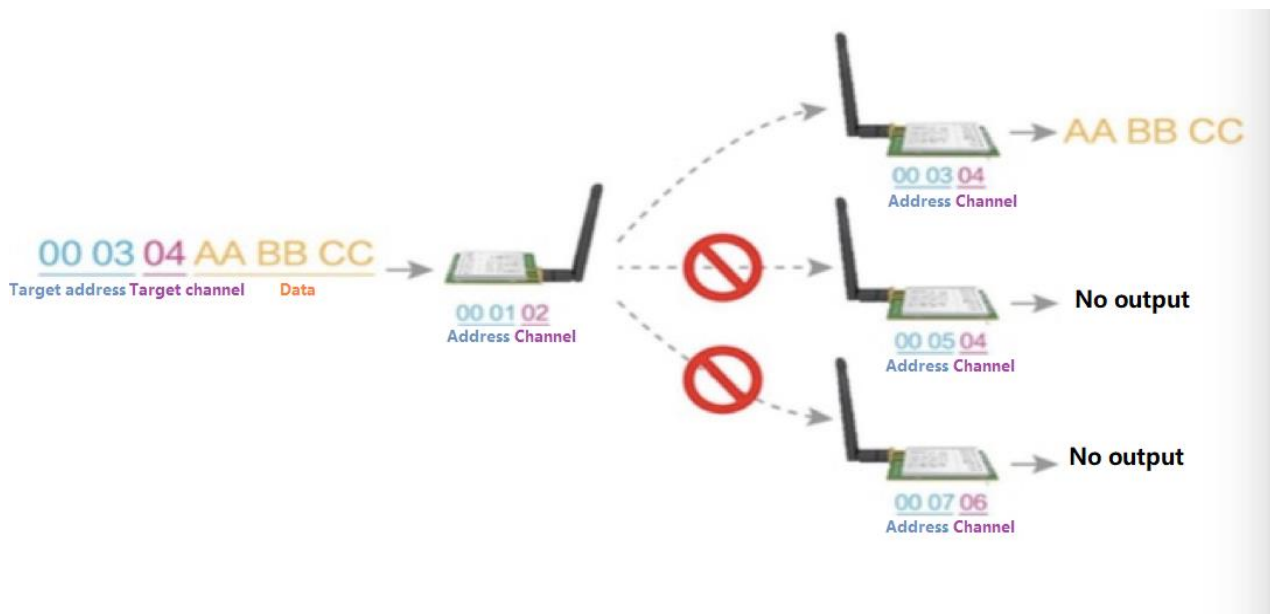 AA BB CC
00 03 04
Address Channel
00 03 04 AA BB CC
Target address Target channel Data
00 01 02
Address Channel
No output
00 05 04
Address Channel
No output
00 07 06
Address Channel